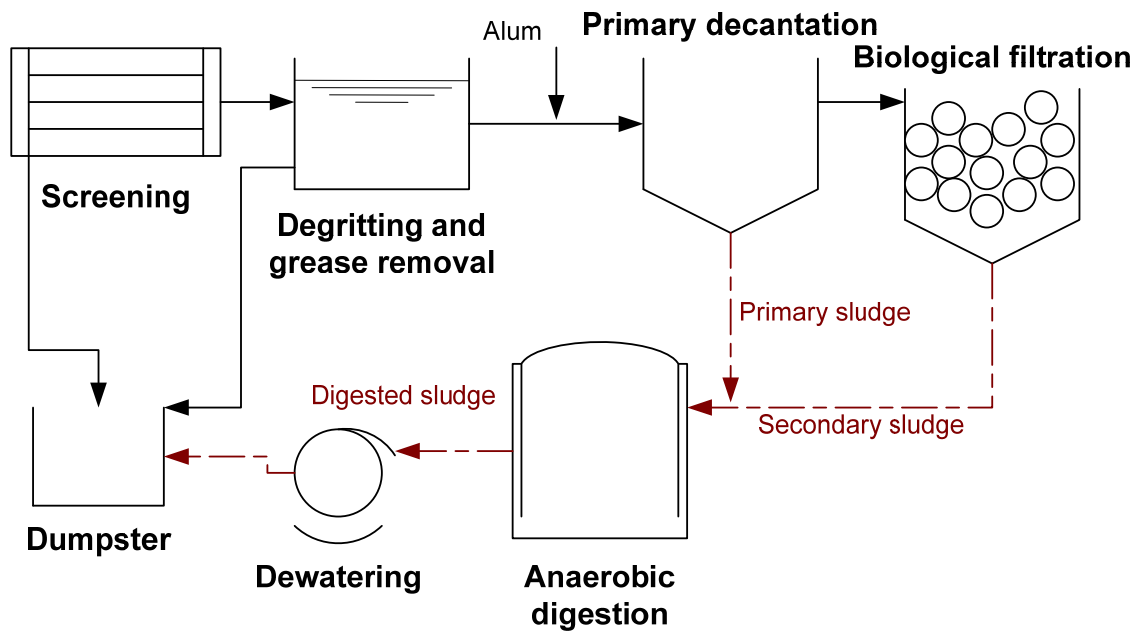 Alum
Primary decantation
Biological filtration
Screening
Degritting and
grease removal
Primary sludge
Digested sludge
Secondary sludge
Dumpster
Dewatering
Anaerobic
digestion